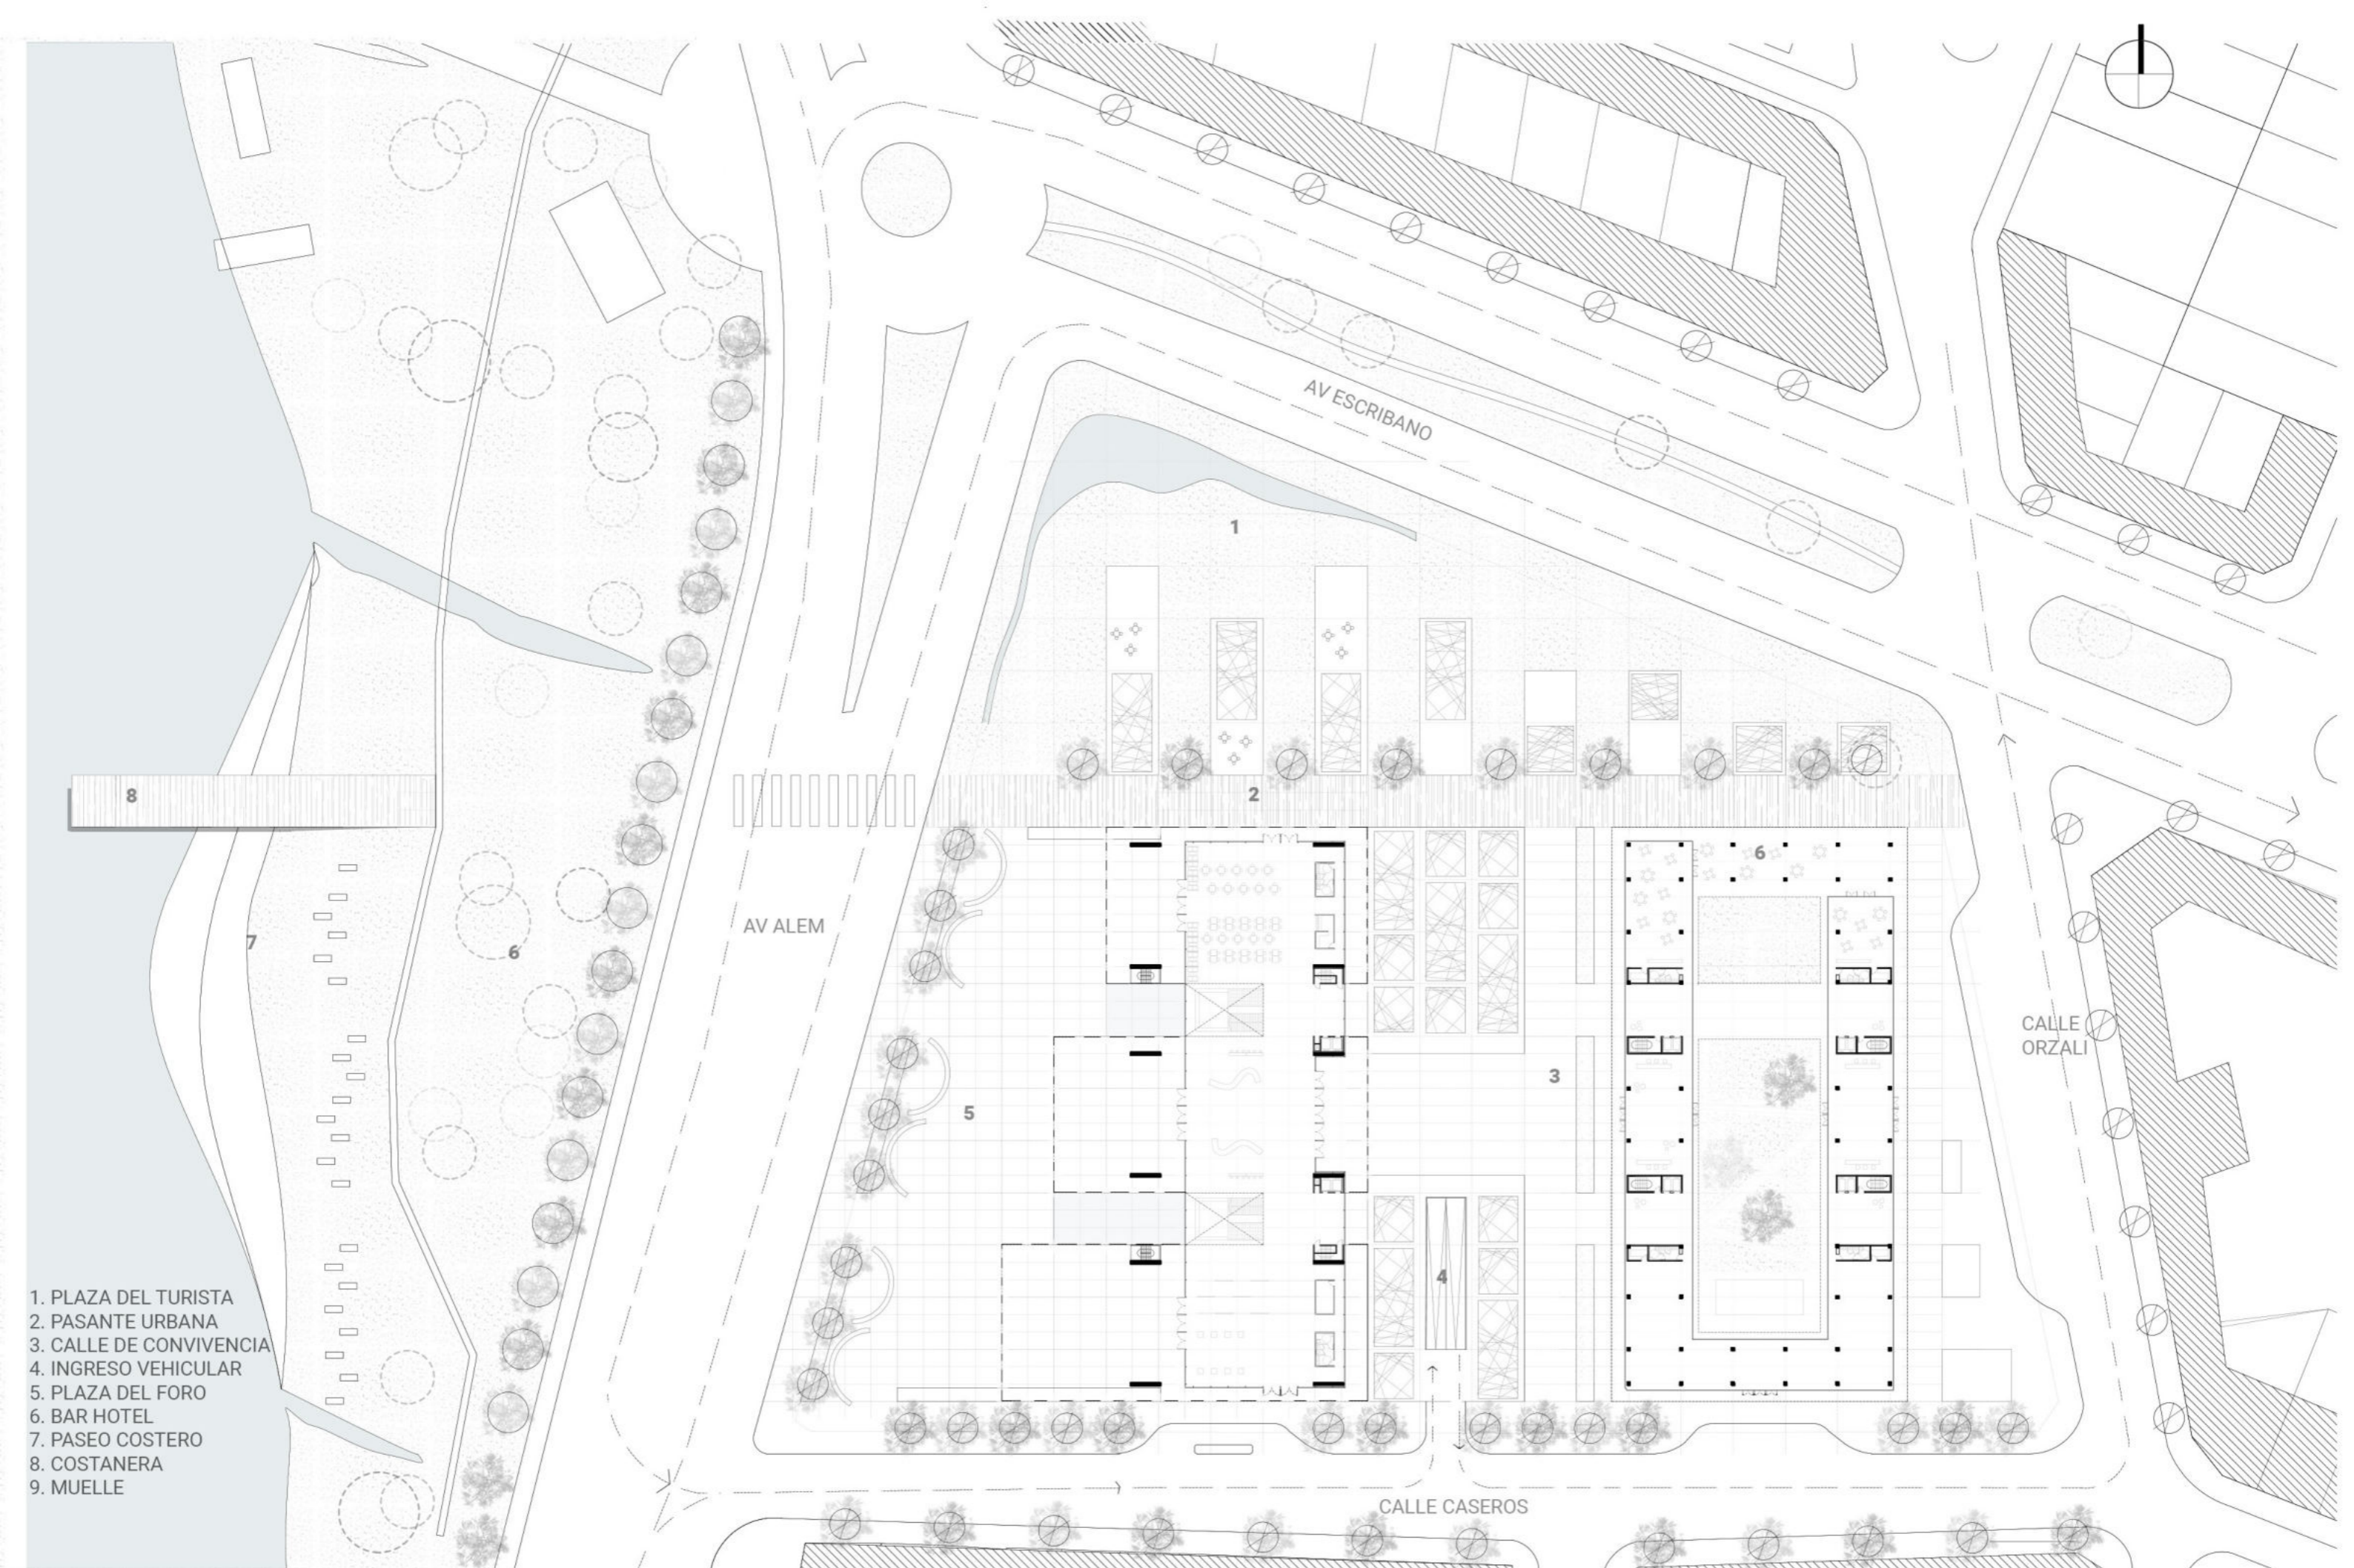 AV ESCRIBANO
1
8
2
6
AV ALEM
7
6
CALLE
ORZALI
3
5
4
1. PLAZA DEL TURISTA
2. PASANTE URBANA
3. CALLE DE CONVIVENCIA
4. INGRESO VEHICULAR
5. PLAZA DEL FORO
6. BAR HOTEL
7. PASEO COSTERO
8. COSTANERA
9. MUELLE
CALLE CASEROS